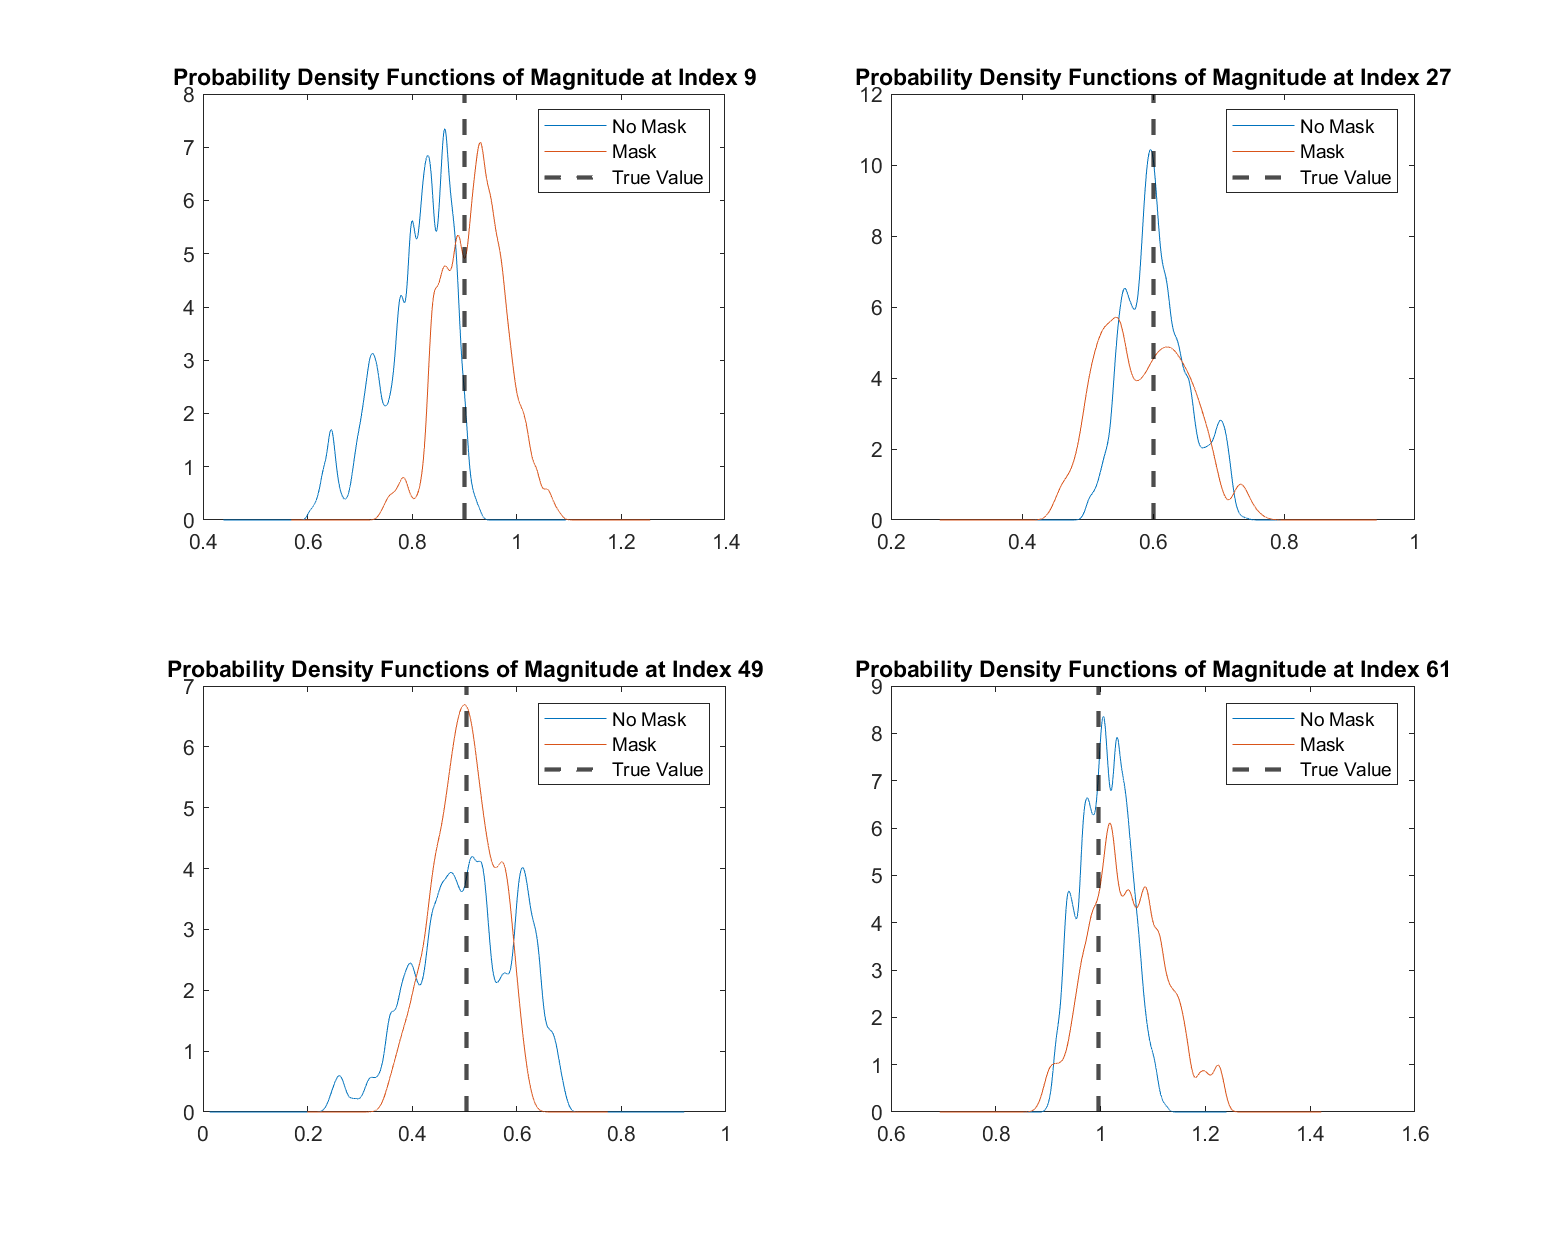 Probability Density Functions of Magnitude at Index 9
8
7
6
5
4
3
2
1
0
0.4 0.6 0.8 1 1.2 1.4
No Mask
Mask
True Value
Probability Density Functions of Magnitude at Index 27
12
10
8
6
4
2
0
0.2 0.4 0.6 0.8 1
No Mask
Mask
True Value
Probability Density Functions of Magnitude at Index 49
7
6
5
4
3
2
1
0
0 0.2 0.4 0.6 0.8 1
No Mask
Mask
True Value
Probability Density Functions of Magnitude at Index 61
9
8
7
6
5
4
3
2
1
0
0.6 0.8 1 1.2 1.4 1.6
No Mask
Mask
True Value